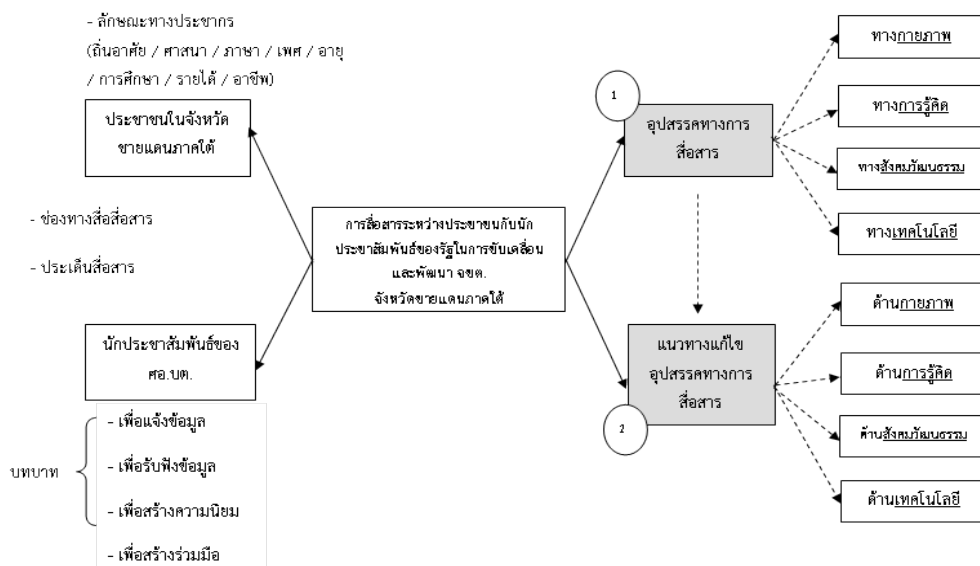 - ลักษณะทางประชากร
(ถิ่นอาศัย / ศาสนา / ภาษา / เพศ / อายุ
/ การศึกษา / รายได้ / อาชีพ)
ประชาชนในจังหวัด
ชายแดนภาคใต้
- ช่องทางสื่อสื่อสาร
- ประเด็นสื่อสาร
นักประชาสัมพันธ์ของ
ศอ.บต.
บทบาท
- เพื่อแจ้งข้อมูล
- เพื่อรับฟังข้อมูล
- เพื่อสร้างความนิยม
- เพื่อสร้างร่วมมือ
การสื่อสารระหว่างประชาชนกับนัก
ประชาสัมพันธ์ของรัฐในการขับเคลื่อน
และพัฒนา จชต.
จังหวัดชายแดนภาคใต้
1
อุปสรรคทางการ
สื่อสาร
ทางกายภาพ
ทางการรู้คิด
ทางสังคมวัฒนธรรม
ทางเทคโนโลยี
แนวทางแก้ไข
อุปสรรคทางการ
สื่อสาร
2
ด้านกายภาพ
ด้านการรู้คิด
ด้านสังคมวัฒนธรรม
ด้านเทคโนโลยี